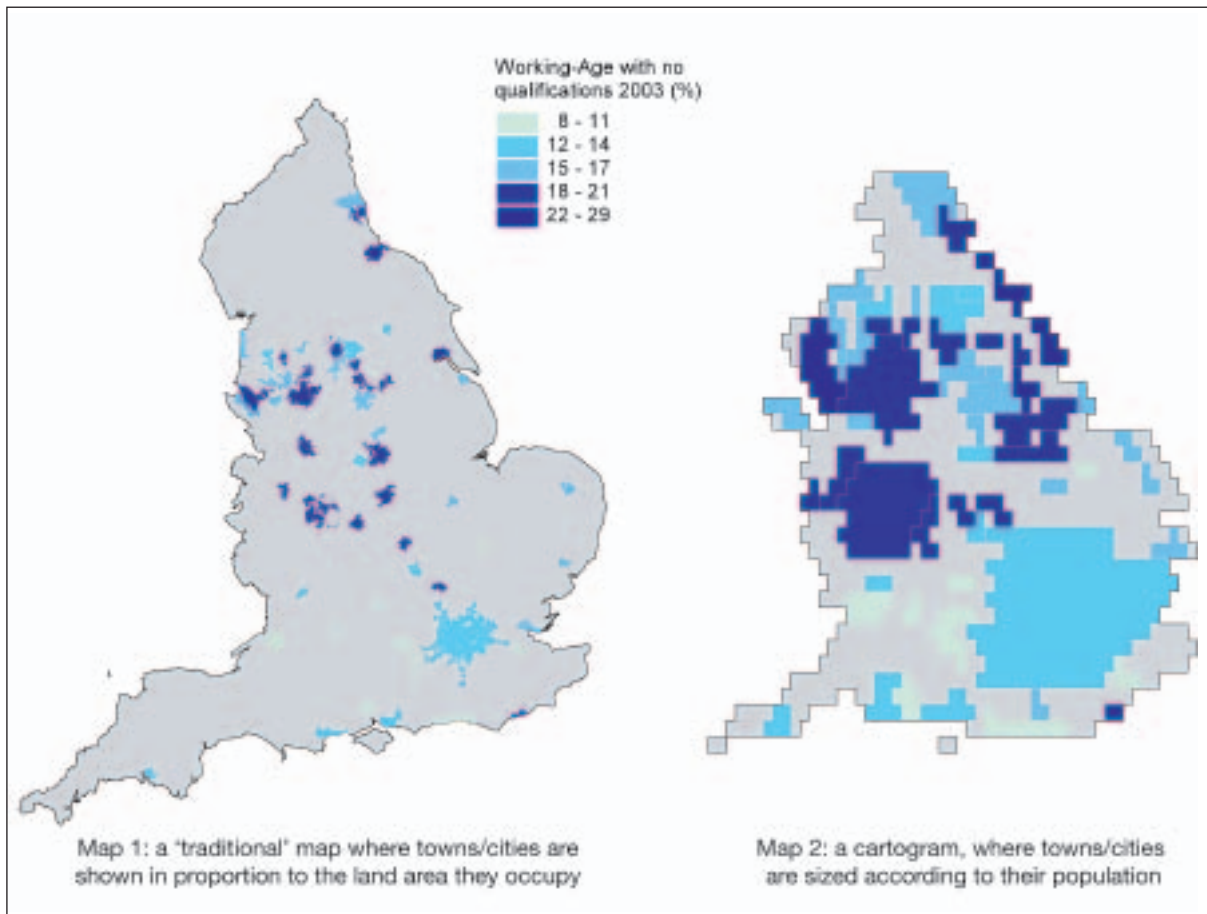 Working-Age with no
qualifications 2003 (%)
8 - 11
12 - 14
15 - 17
18 - 21
22 - 29
Map 1: a ‘traditional’ map where towns/cities are
shown in proportion to the land area they occupy
Map 2: a cartogram, where towns/cities
are sized according to their population